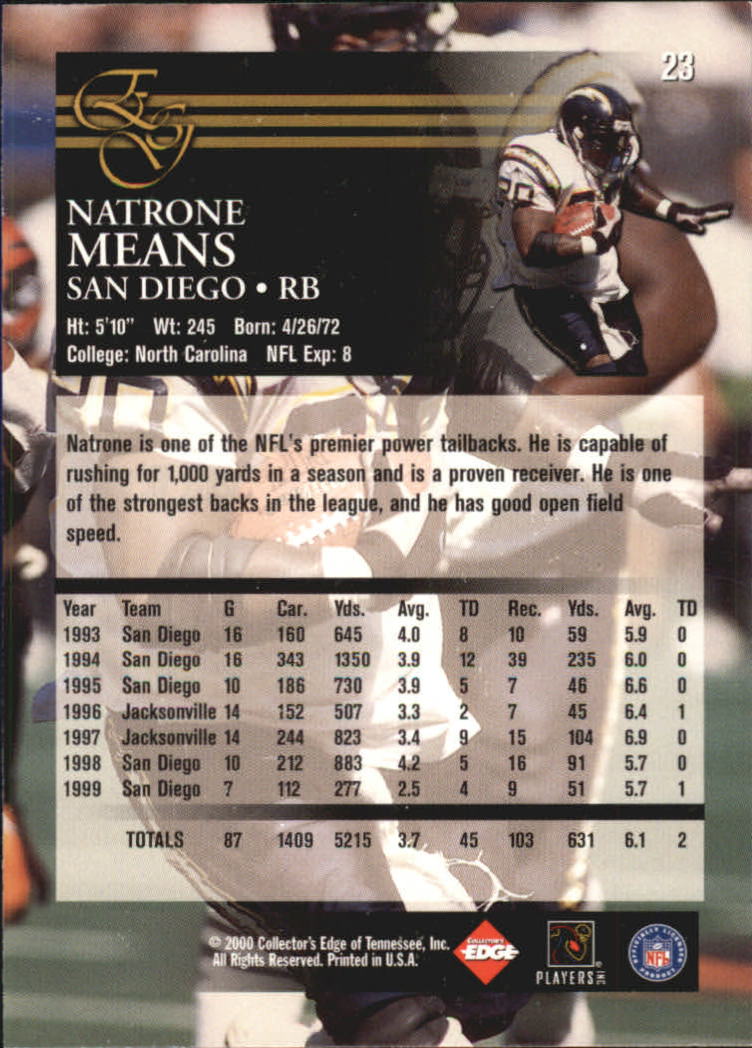 23
EG
NATRONE
MEANS
SAN DIEGO • RB
Ht: 5'10" Wt: 245 Born: 4/26/72
College: North Carolina NFL Exp: 8
20
Natrone is one of the NFL's premier power tailbacks. He is capable of
rushing for 1,000 yards in a season and is a proven receiver. He is one
of the strongest backs in the league, and he has good open field
speed.
Year Team G Car. Yds. Avg. TD Rec. Yds. Avg. TD
1993 San Diego 16 160 645 4.0 8 10 59 5.9 0
1994 San Diego 16 343 1350 3.9 12 39 235 6.0 0
1995 San Diego 10 186 730 3.9 5 7 46 6.6 0
1996 Jacksonville 14 152 507 3.3 2 7 45 6.4 1
1997 Jacksonville 14 244 823 3.4 9 15 104 6.9 0
1998 San Diego 10 212 883 4.2 5 16 91 5.7 0
1999 San Diego 7 112 277 2.5 4 9 51 5.7 1
TOTALS 87 1409 5215 3.7 45 103 631 6.1 2
© 2000 Collector's Edge of Tennessee, Inc.
All Rights Reserved. Printed in U.S.A.
COLLECTOR'S
EDGE
PLAYERS INC
OFFICIALLY LICENSED
NFL
PRODUCT